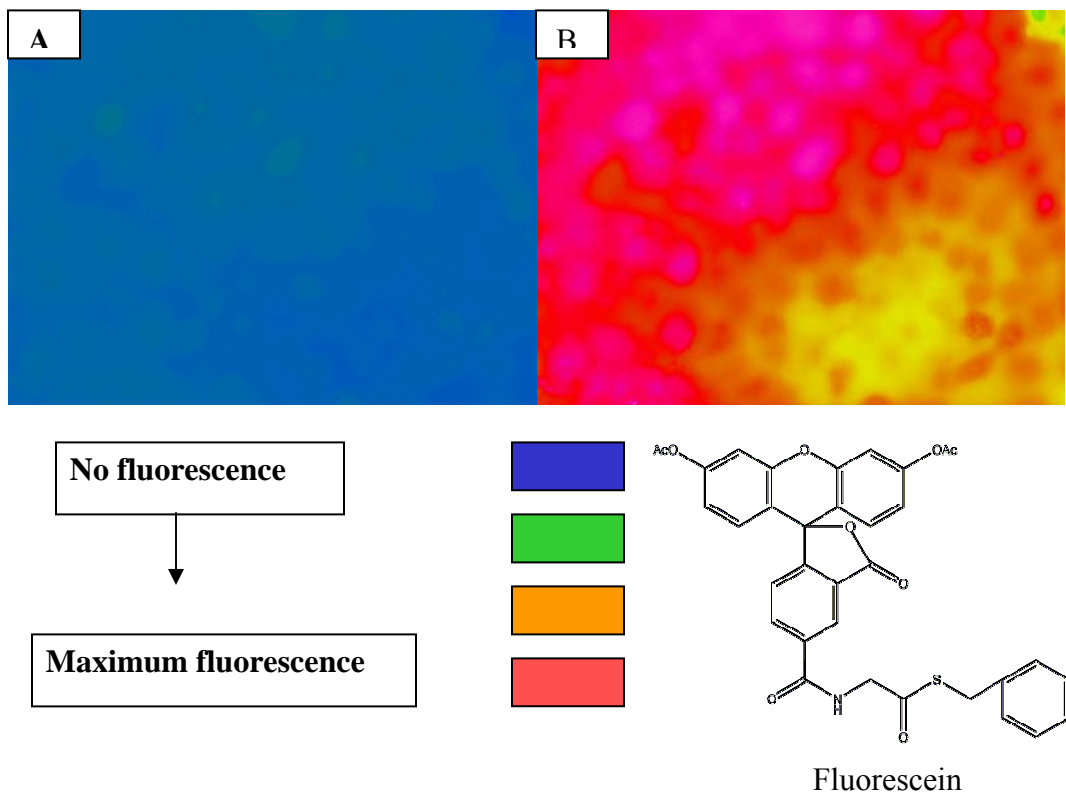 A
B
No fluorescence
Maximum fluorescence
AcO
O
OAc
O
O
O
N
H
S
O
Fluorescein